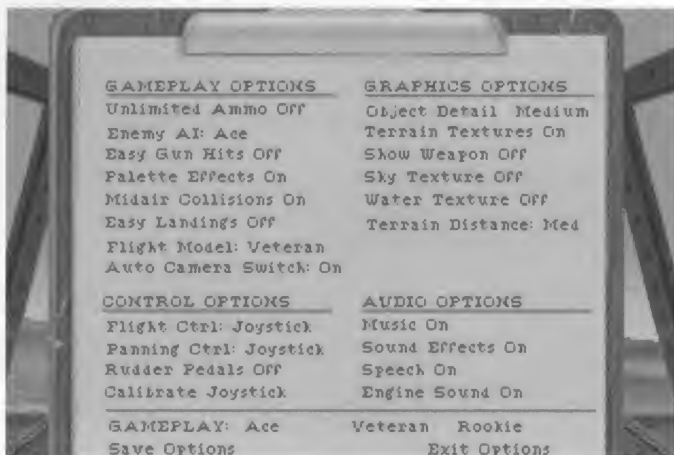 GAMEPLAY OPTIONS
Unlimited Ammo Off
Enemy AI: Ace
Easy Gun Hits Off
Palette Effects On
Midair Collisions On
Easy Landings Off
Flight Model: Veteran
Auto Camera Switch: On
GRAPHICS OPTIONS
Object Detail Medium
Terrain Textures On
Show Weapon Off
Sky Texture Off
Water Texture Off
Terrain Distance: Med
CONTROL OPTIONS
Flight Ctrl: Joystick
Panning Ctrl: Joystick
Rudder Pedals Off
Calibrate Joystick
AUDIO OPTIONS
Music On
Sound Effects On
Speech On
Engine Sound On
GAMEPLAY: Ace Veteran Rookie
Save Options Exit Options